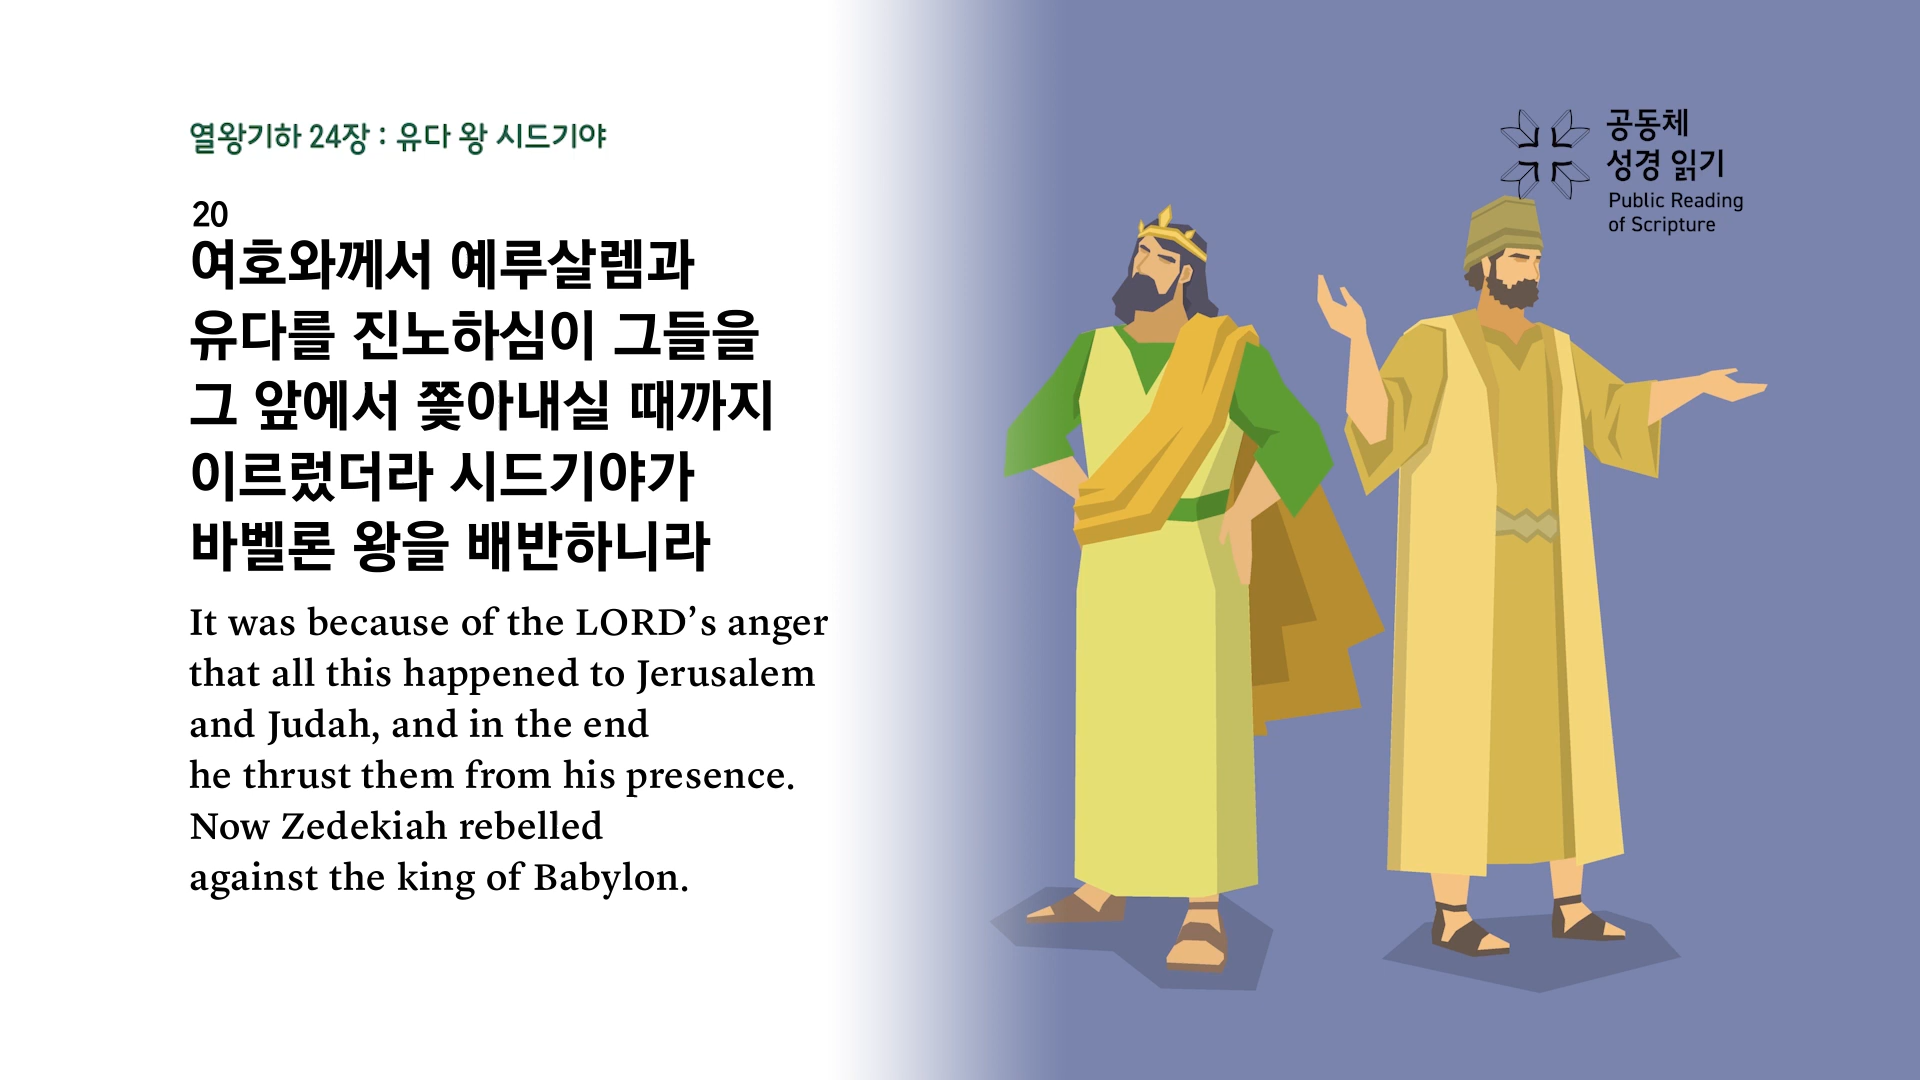 열왕기하 24장 : 유다 왕 시드기야
20
여호와께서 예루살렘과
유다를 진노하심이 그들을
그 앞에서 쫓아내실 때까지
이르렀더라 시드기야가
바벨론 왕을 배반하니라
It was because of the LORD’s anger
that all this happened to Jerusalem
and Judah, and in the end
he thrust them from his presence.
Now Zedekiah rebelled
against the king of Babylon.
공동체
성경 읽기
Public Reading
of Scripture